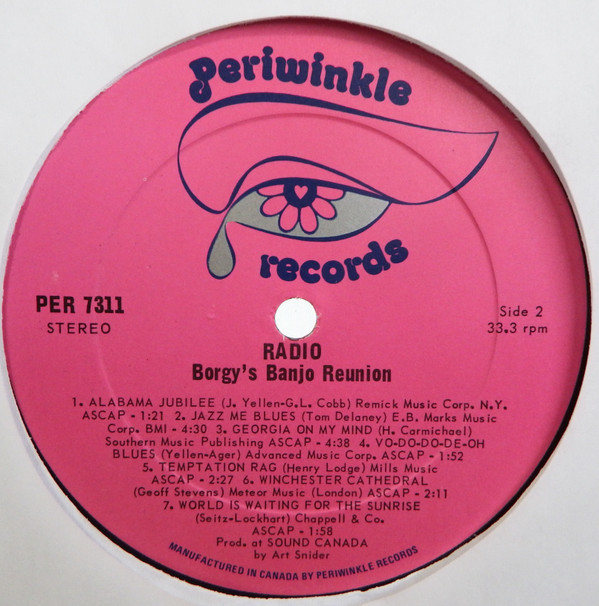 Periwinkle
records
PER 7311
STEREO
Side 2
33.3 rpm
RADIO
Borgy's Banjo Reunion
1. ALABAMA JUBILEE (J. Yellen-G.L. Cobb) Remick Music Corp. N.Y.
ASCAP - 1:21 2. JAZZ ME BLUES (Tom Delaney) E.B. Marks Music
Corp. BMI - 4:30 3. GEORGIA ON MY MIND (H. Carmichael)
Southern Music Publishing ASCAP - 4:38 4. VO-DO-DO-DE-OH
BLUES (Yellen-Ager) Advanced Music Corp. ASCAP - 1:52
5. TEMPTATION RAG (Henry Lodge) Mills Music
ASCAP - 2:27 6. WINCHESTER CATHEDRAL
(Geoff Stevens) Meteor Music (London) ASCAP - 2:11
7. WORLD IS WAITING FOR THE SUNRISE
(Seitz-Lockhart) Chappell & Co.
ASCAP - 1:58
Prod. at SOUND CANADA
by Art Snider
MANUFACTURED IN CANADA BY PERIWINKLE RECORDS